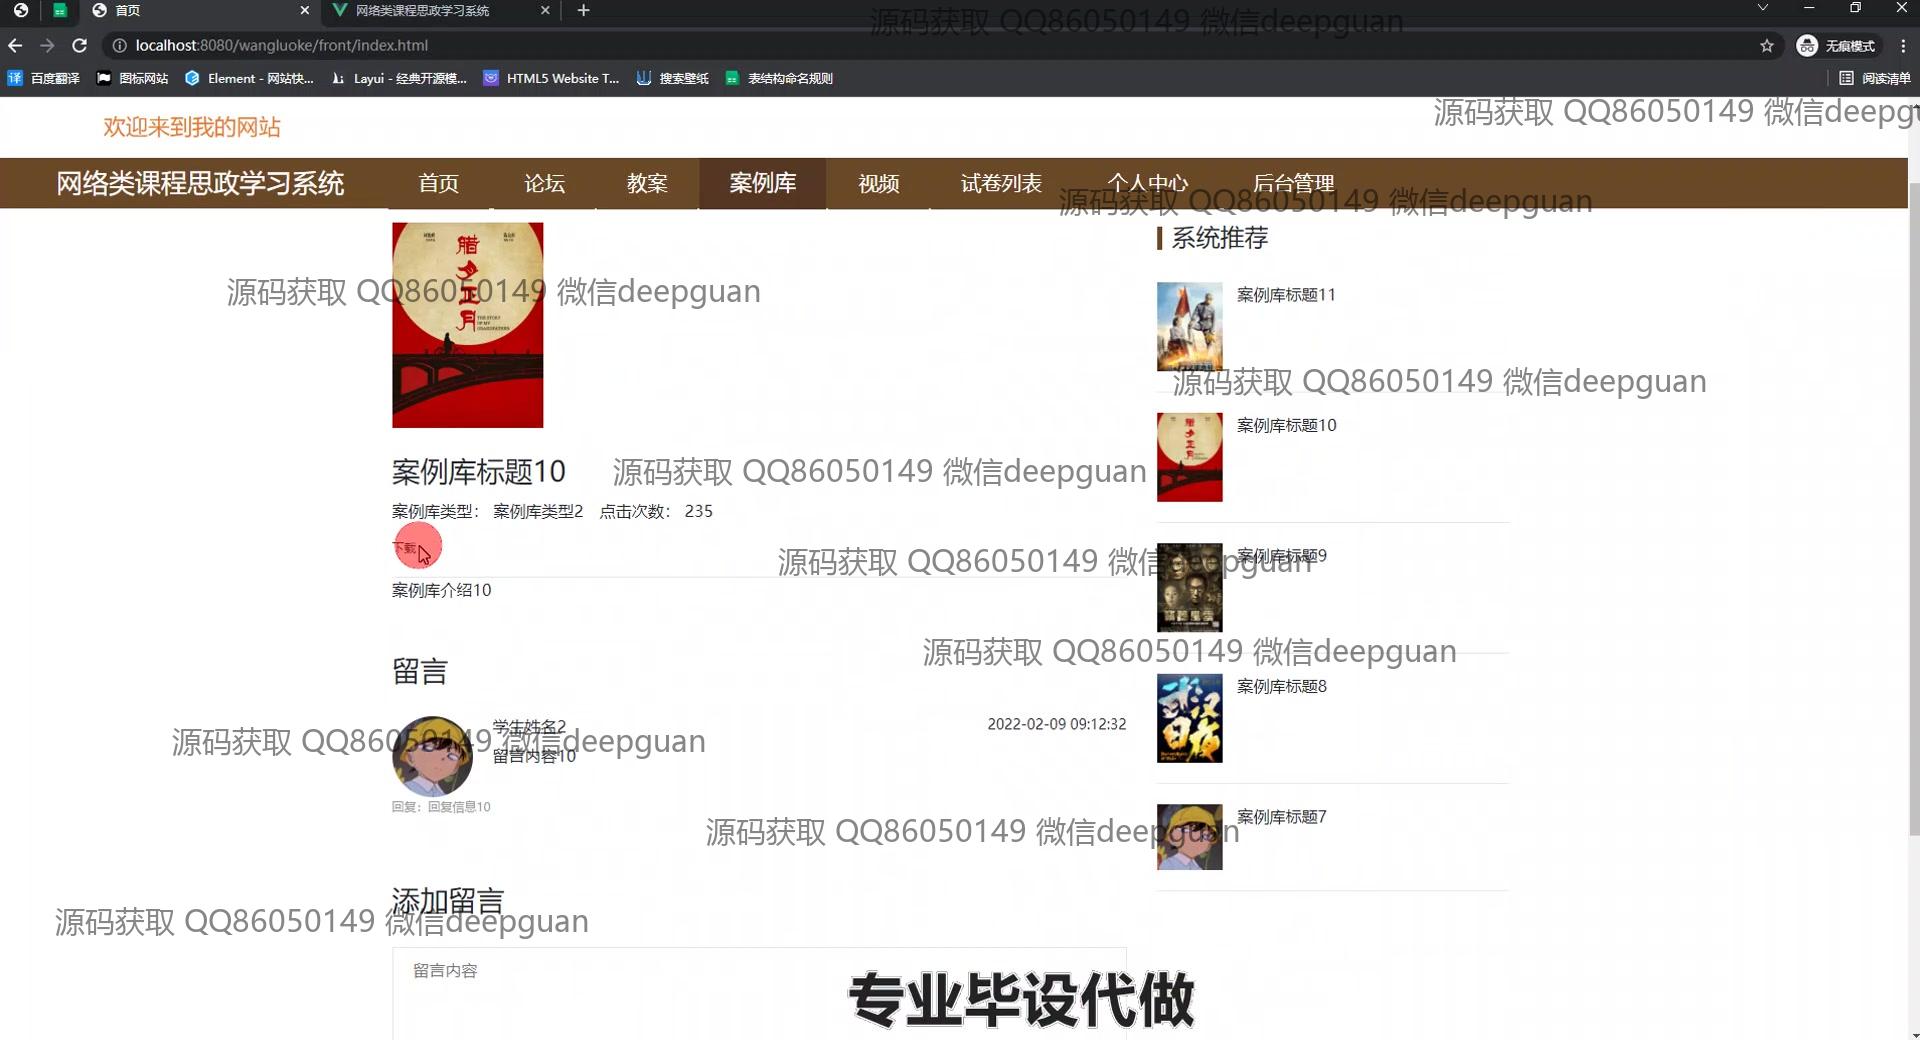 首页
网络类课程思政学习系统
源码获取 QQ86050149 微信deepguan
localhost:8080/wangluoke/front/index.html
无痕模式
百度翻译
图标网站
Element - 网站快...
Layui - 经典开源模...
HTML5 Website T...
搜索壁纸
表结构命名规则
阅读清单
源码获取 QQ86050149 微信deepgu
欢迎来到我的网站
网络类课程思政学习系统
首页
论坛
教案
案例库
视频
试卷列表
个人中心
后台管理
源码获取 QQ86050149 微信deepguan
腊月正月
THE STORY
OF MY
GRANDFATHERS
源码获取 QQ86050149 微信deepguan
系统推荐
案例库标题11
源码获取 QQ86050149 微信deepguan
案例库标题10
案例库标题10
源码获取 QQ86050149 微信deepguan
案例库类型： 案例库类型2 点击次数： 235
下载
源码获取 QQ86050149 微信deepguan
案例库标题9
案例库介绍10
源码获取 QQ86050149 微信deepguan
留言
案例库标题8
武汉日夜
学生姓名2
2022-02-09 09:12:32
源码获取 QQ86050149 微信deepguan
留言内容10
回复：回复信息10
案例库标题7
源码获取 QQ86050149 微信deepguan
添加留言
源码获取 QQ86050149 微信deepguan
留言内容
专业毕设代做